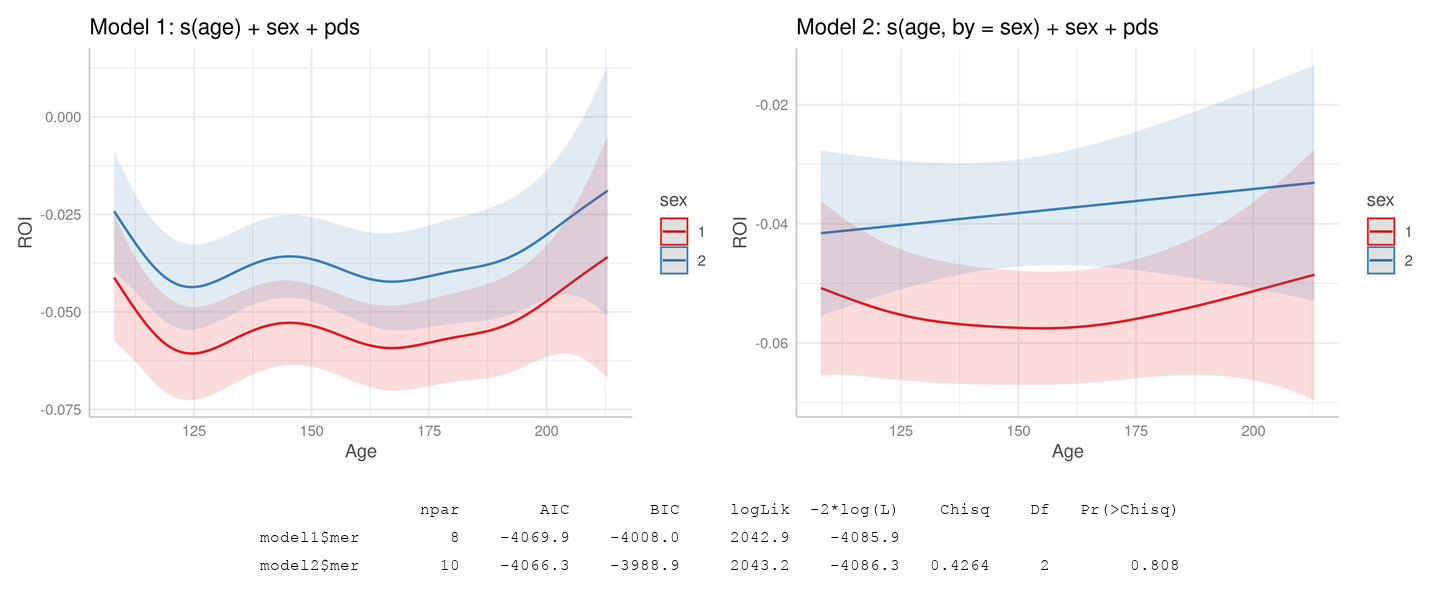 Model 1: s(age) + sex + pds
0.000
-0.025
-0.050
-0.075
ROI
125 150 175 200
Age
sex
1
2
Model 2: s(age, by = sex) + sex + pds
-0.02
-0.04
-0.06
ROI
125 150 175 200
Age
sex
1
2
npar AIC BIC logLik -2*log(L) Chisq Df Pr(>Chisq)
model1$mer 8 -4069.9 -4008.0 2042.9 -4085.9
model2$mer 10 -4066.3 -3988.9 2043.2 -4086.3 0.4264 2 0.808